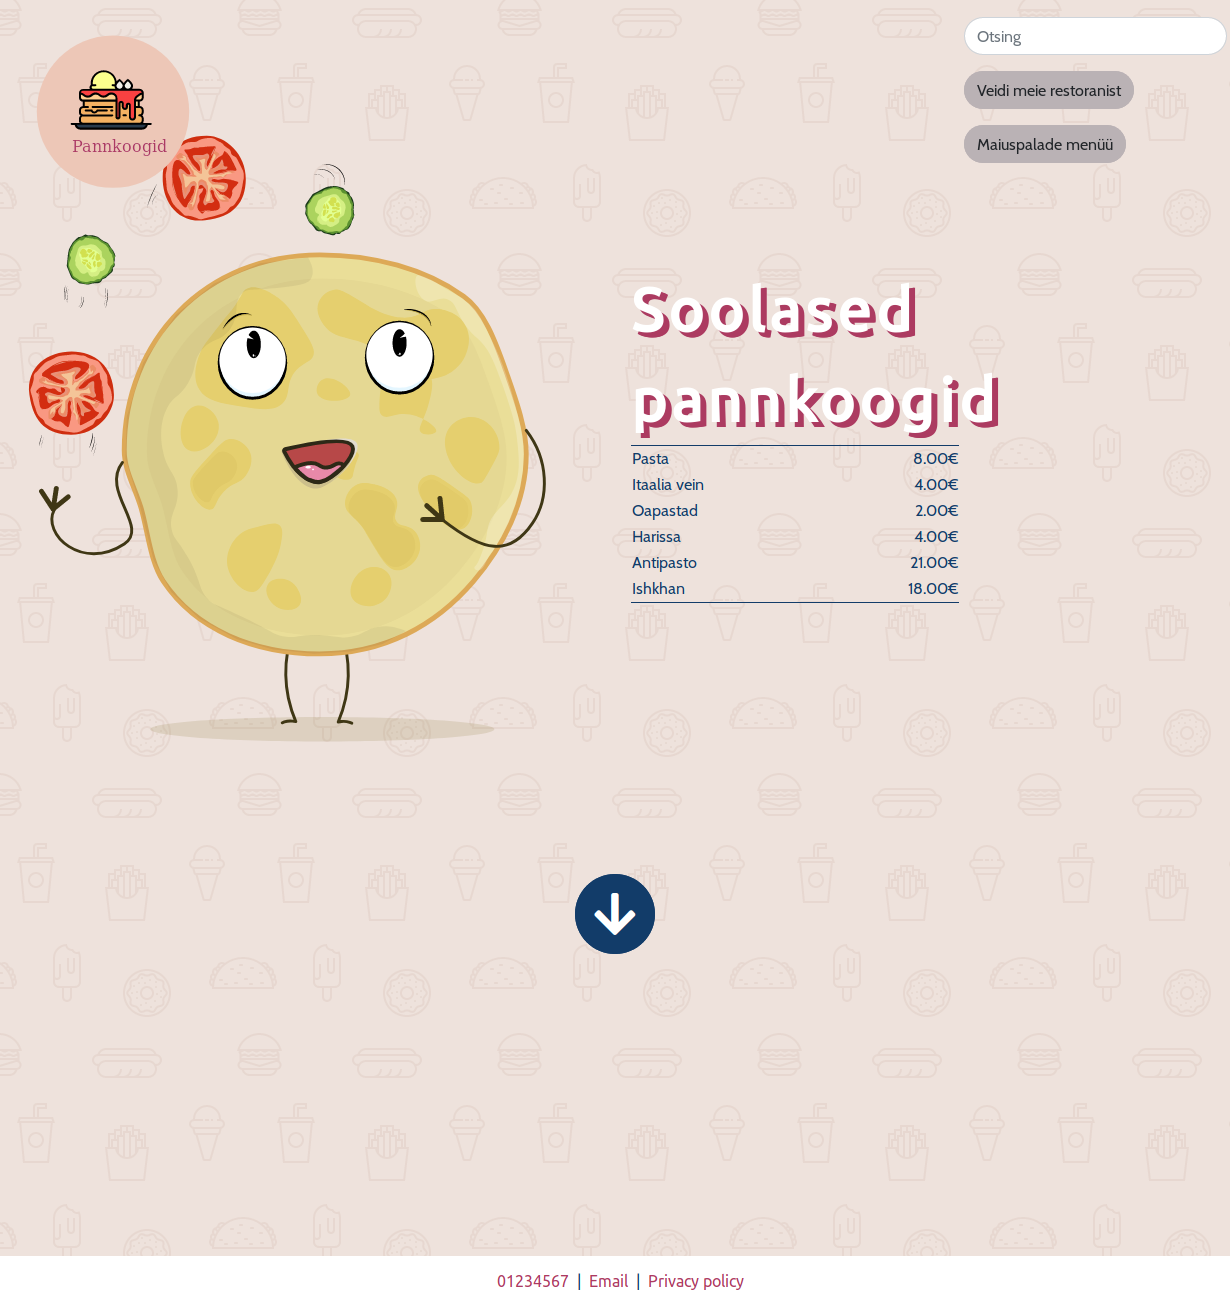 Otsing
Veidi meie restoranist
Maiuspalade menüü
Pannkoogid
Soolased
pannkoogid
Pasta 8.00€
Itaalia vein 4.00€
Oapastad 2.00€
Harissa 4.00€
Antipasto 21.00€
Ishkhan 18.00€
01234567 | Email | Privacy policy